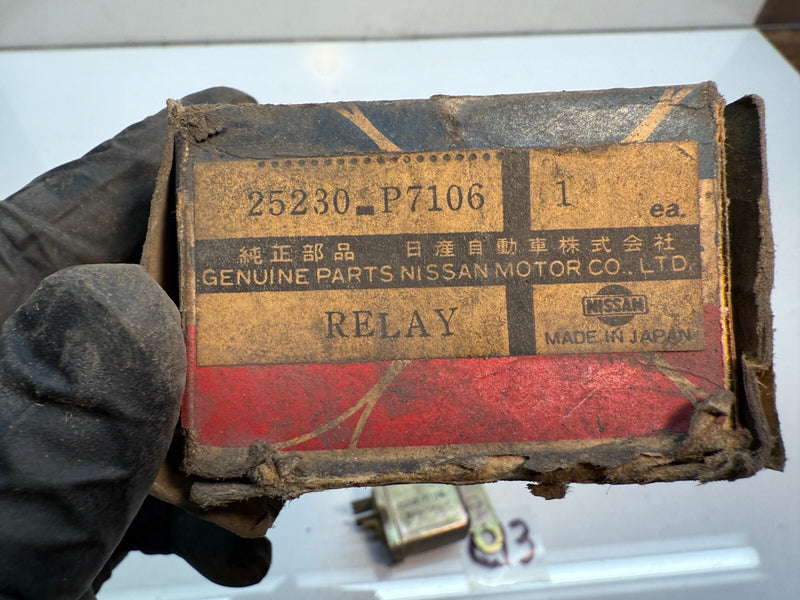 25230-P7106
1
ea.
純正部品 日産自動車株式会社
GENUINE PARTS NISSAN MOTOR CO., LTD.
RELAY
NISSAN
MADE IN JAPAN
13